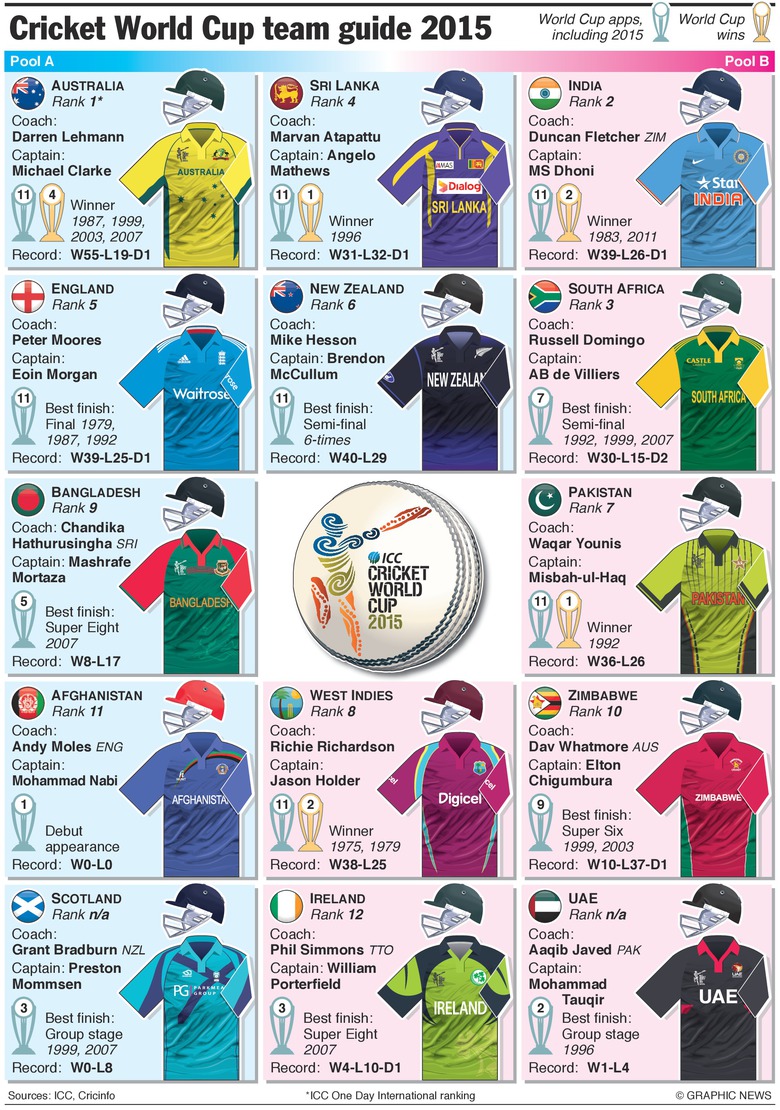 Cricket World Cup team guide 2015
World Cup apps,
including 2015
World Cup
wins
Pool A
Pool B
AUSTRALIA
Rank 1*
Coach:
Darren Lehmann
Captain:
Michael Clarke
11
4
Winner
1987, 1999,
2003, 2007
Record: W55-L19-D1
AUSTRALIA
SRI LANKA
Rank 4
Coach:
Marvan Atapattu
Captain: Angelo
Mathews
11
1
Winner
1996
Record: W31-L32-D1
Dialog
SRI LANKA
INDIA
Rank 2
Coach:
Duncan Fletcher ZIM
Captain:
MS Dhoni
11
2
Winner
1983, 2011
Record: W39-L26-D1
Star
INDIA
ENGLAND
Rank 5
Coach:
Peter Moores
Captain:
Eoin Morgan
11
Best finish:
Final 1979,
1987, 1992
Record: W39-L25-D1
Waitrose
rose
NEW ZEALAND
Rank 6
Coach:
Mike Hesson
Captain: Brendon
McCullum
11
Best finish:
Semi-final
6-times
Record: W40-L29
NEW ZEALAN
SOUTH AFRICA
Rank 3
Coach:
Russell Domingo
Captain:
AB de Villiers
7
Best finish:
Semi-final
1992, 1999, 2007
Record: W30-L15-D2
CASTLE
SOUTH AFRICA
BANGLADESH
Rank 9
Coach: Chandika
Hathurusingha SRI
Captain: Mashrafe
Mortaza
5
Best finish:
Super Eight
2007
Record: W8-L17
BANGLADESH
ICC
CRICKET
WORLD
CUP
2015
PAKISTAN
Rank 7
Coach:
Waqar Younis
Captain:
Misbah-ul-Haq
11
1
Winner
1992
Record: W36-L26
PAKISTAN
AFGHANISTAN
Rank 11
Coach:
Andy Moles ENG
Captain:
Mohammad Nabi
1
Debut
appearance
Record: W0-L0
AFGHANISTA
WEST INDIES
Rank 8
Coach:
Richie Richardson
Captain:
Jason Holder
11
2
Winner
1975, 1979
Record: W38-L25
cel
Digicel
cel
ZIMBABWE
Rank 10
Coach:
Dav Whatmore AUS
Captain: Elton
Chigumbura
9
Best finish:
Super Six
1999, 2003
Record: W10-L37-D1
ZIMBABWE
SCOTLAND
Rank n/a
Coach:
Grant Bradburn NZL
Captain: Preston
Mommsen
3
Best finish:
Group stage
1999, 2007
Record: W0-L8
PG
GROUP
IRELAND
Rank 12
Coach:
Phil Simmons TTO
Captain: William
Porterfield
3
Best finish:
Super Eight
2007
Record: W4-L10-D1
IRELAND
UAE
Rank n/a
Coach:
Aaqib Javed PAK
Captain:
Mohammad
Tauqir
2
Best finish:
Group stage
1996
Record: W1-L4
UAE
Sources: ICC, Cricinfo
*ICC One Day International ranking
© GRAPHIC NEWS